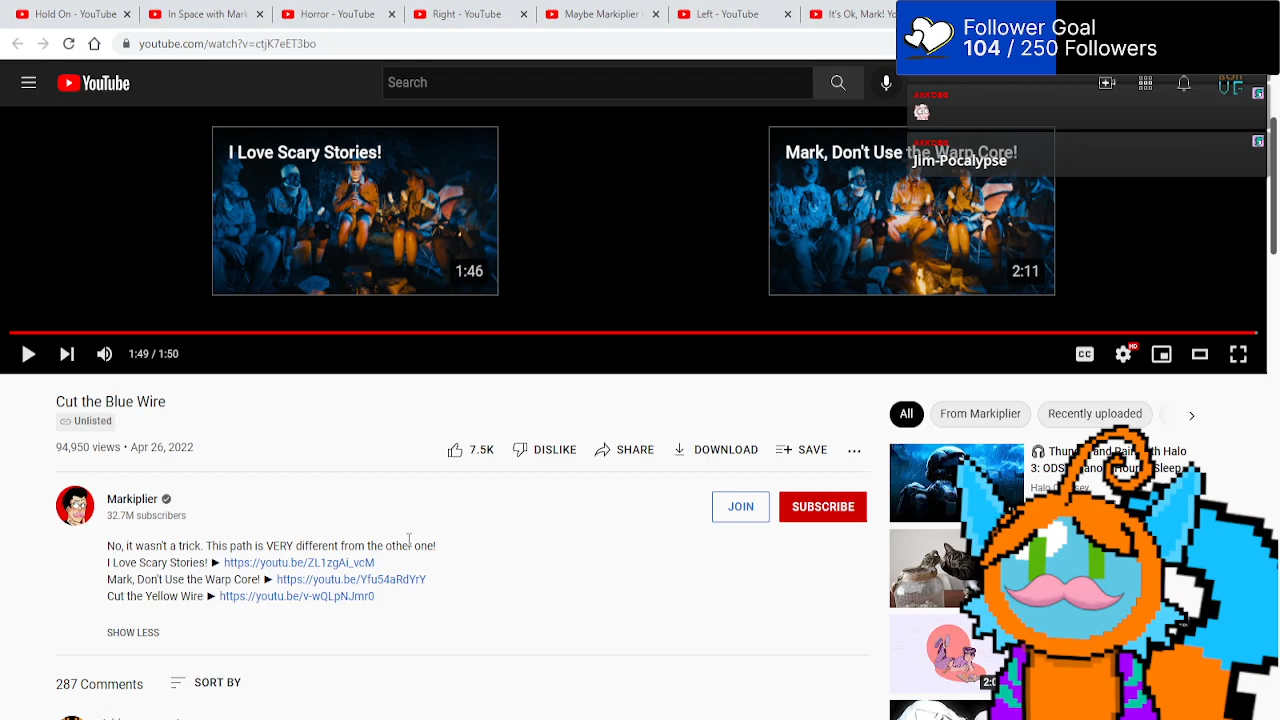 Hold On - YouTube
In Space with Mark
Horror - YouTube
Right - YouTube
Maybe Markiplier
Left - YouTube
It's Ok, Mark! Yo
youtube.com/watch?v=ctjK7eET3bo
Follower Goal
104 / 250 Followers
YouTube
Search
I Love Scary Stories!
1:46
Mark, Don't Use the Warp Core!
2:11
Jim-Pocalypse
1:49 / 1:50
CC
HD
Cut the Blue Wire
Unlisted
94,950 views • Apr 26, 2022
7.5K
DISLIKE
SHARE
DOWNLOAD
SAVE
All
From Markiplier
Recently uploaded
Markiplier
32.7M subscribers
JOIN
SUBSCRIBE
No, it wasn't a trick. This path is VERY different from the other one!
I Love Scary Stories! ► https://youtu.be/ZL1zgAi_vcM
Mark, Don't Use the Warp Core! ► https://youtu.be/Yfu54aRdYrY
Cut the Yellow Wire ► https://youtu.be/v-wQLpNJmr0
SHOW LESS
287 Comments
SORT BY